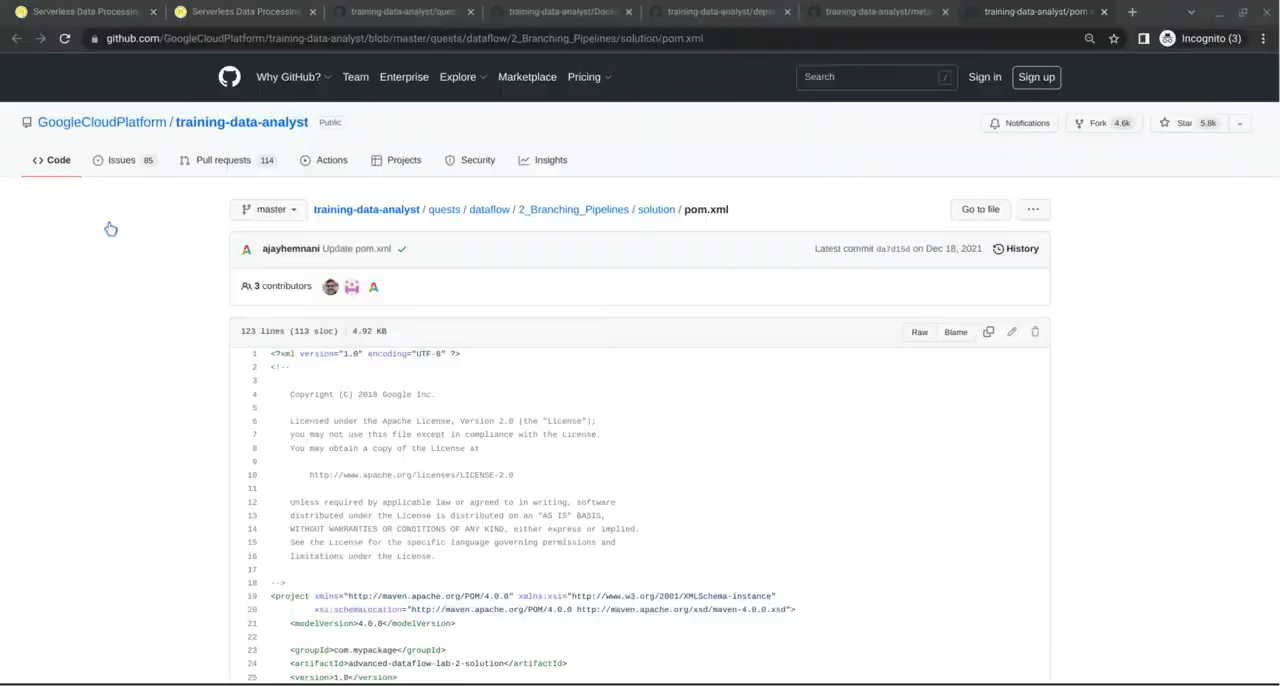 Serverless Data Processing Serverless Data Processing training-data-analyst/ques training-data-analyst/Dock training-data-analyst/depe training-data-analyst/meta training-data-analyst/pom x
github.com/GoogleCloudPlatform/training-data-analyst/blob/master/quests/dataflow/2_Branching_Pipelines/solution/pom.xml Incognito (3)
Why GitHub? Team Enterprise Explore Marketplace Pricing Search / Sign in Sign up
GoogleCloudPlatform / training-data-analyst Public Notifications Fork 4.6k Star 5.8k
<> Code Issues 85 Pull requests 114 Actions Projects Security Insights
master training-data-analyst / quests / dataflow / 2_Branching_Pipelines / solution / pom.xml Go to file ...
ajayhemnani Update pom.xml Latest commit da7d15d on Dec 18, 2021 History
3 contributors
123 lines (113 sloc) 4.92 KB Raw Blame
1 <?xml version="1.0" encoding="UTF-8" ?>
2 <!--
3
4 Copyright (C) 2018 Google Inc.
5
6 Licensed under the Apache License, Version 2.0 (the "License");
7 you may not use this file except in compliance with the License.
8 You may obtain a copy of the License at
9
10 http://www.apache.org/licenses/LICENSE-2.0
11
12 Unless required by applicable law or agreed to in writing, software
13 distributed under the License is distributed on an "AS IS" BASIS,
14 WITHOUT WARRANTIES OR CONDITIONS OF ANY KIND, either express or implied.
15 See the License for the specific language governing permissions and
16 limitations under the License.
17
18 -->
19 <project xmlns="http://maven.apache.org/POM/4.0.0" xmlns:xsi="http://www.w3.org/2001/XMLSchema-instance"
20 xsi:schemaLocation="http://maven.apache.org/POM/4.0.0 http://maven.apache.org/xsd/maven-4.0.0.xsd">
21 <modelVersion>4.0.0</modelVersion>
22
23 <groupId>com.mypackage</groupId>
24 <artifactId>advanced-dataflow-lab-2-solution</artifactId>
25 <version>1.0</version>